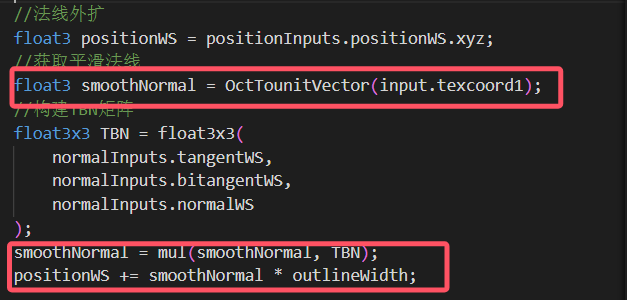 //法线外扩
float3 positionWS = positionInputs.positionWS.xyz;
//获取平滑法线
float3 smoothNormal = OctTounitVector(input.texcoord1);
//构建TBN矩阵
float3x3 TBN = float3x3(
normalInputs.tangentWS,
normalInputs.bitangentWS,
normalInputs.normalWS
);
smoothNormal = mul(smoothNormal, TBN);
positionWS += smoothNormal * outlineWidth;